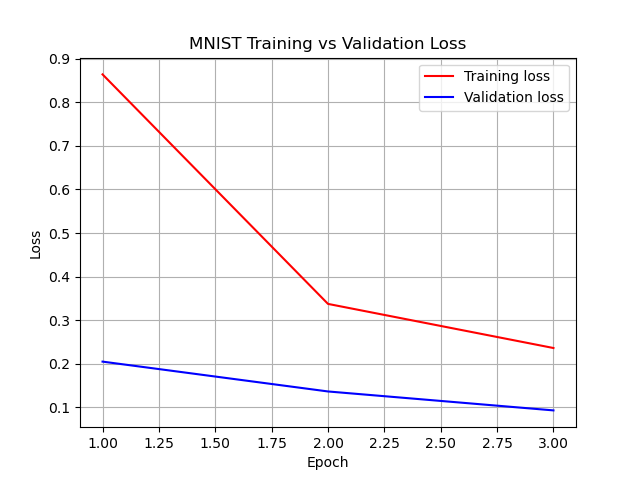 MNIST Training vs Validation Loss
Training loss
Validation loss
Loss
0.9
0.8
0.7
0.6
0.5
0.4
0.3
0.2
0.1
1.00 1.25 1.50 1.75 2.00 2.25 2.50 2.75 3.00
Epoch